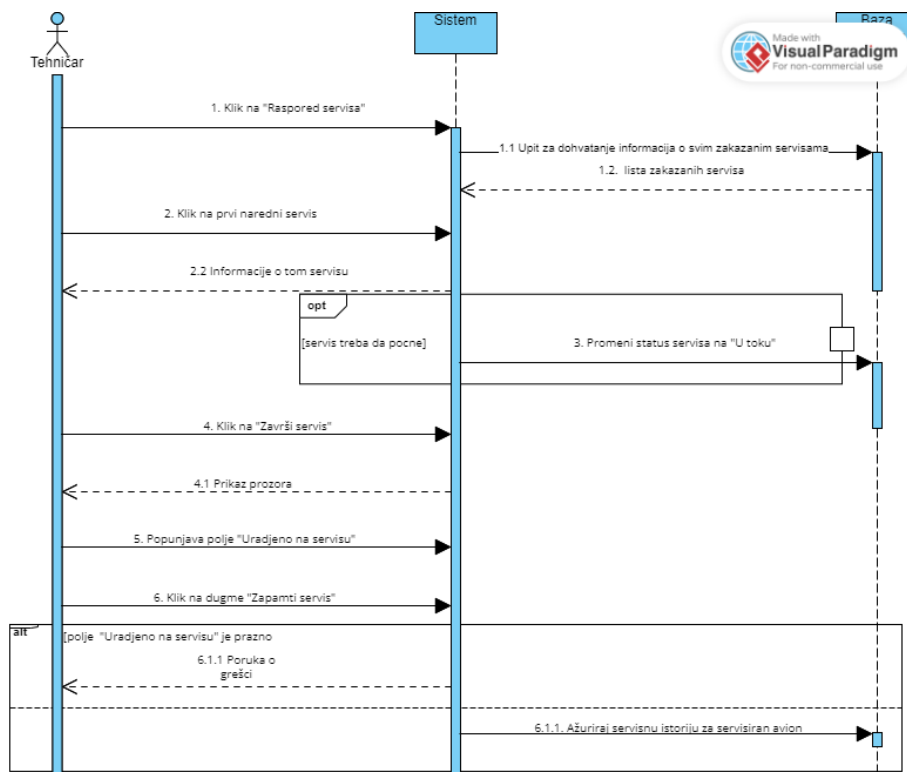 Sistem
Baza
Made with
Visual Paradigm
For non-commercial use
Tehničar
1. Klik na "Raspored servisa"
1.1 Upit za dohvatanje informacija o svim zakazanim servisama
1.2. lista zakazanih servisa
2. Klik na prvi naredni servis
2.2 Informacije o tom servisu
opt
[servis treba da pocne]
3. Promeni status servisa na "U toku"
4. Klik na "Završi servis"
4.1 Prikaz prozora
5. Popunjava polje "Uradjeno na servisu"
6. Klik na dugme "Zapamti servis"
alt
[polje "Uradjeno na servisu" je prazno
6.1.1 Poruka o
grešci
6.1.1. Ažuriraj servisnu istoriju za servisiran avion